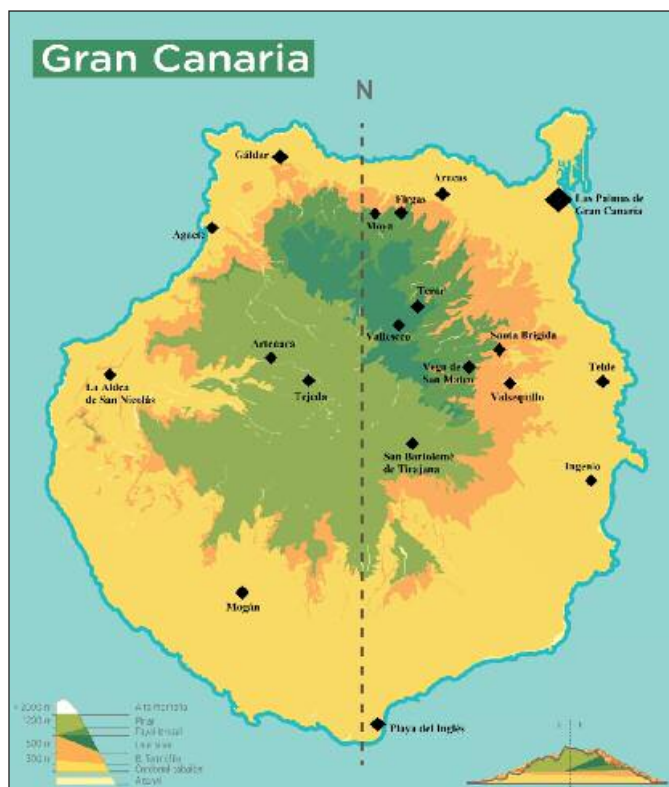 Gran Canaria
N
Gáldar
Arucas
Firgas
Moya
Las Palmas de
Gran Canaria
Agaete
Teror
Valleseco
Santa Brígida
Artenara
Vega de
San Mateo
Telde
La Aldea
de San Nicolás
Tejeda
Valsequillo
San Bartolomé
de Tirajana
Ingenio
Mogán
Playa del Inglés
Alta montaña
Pinar